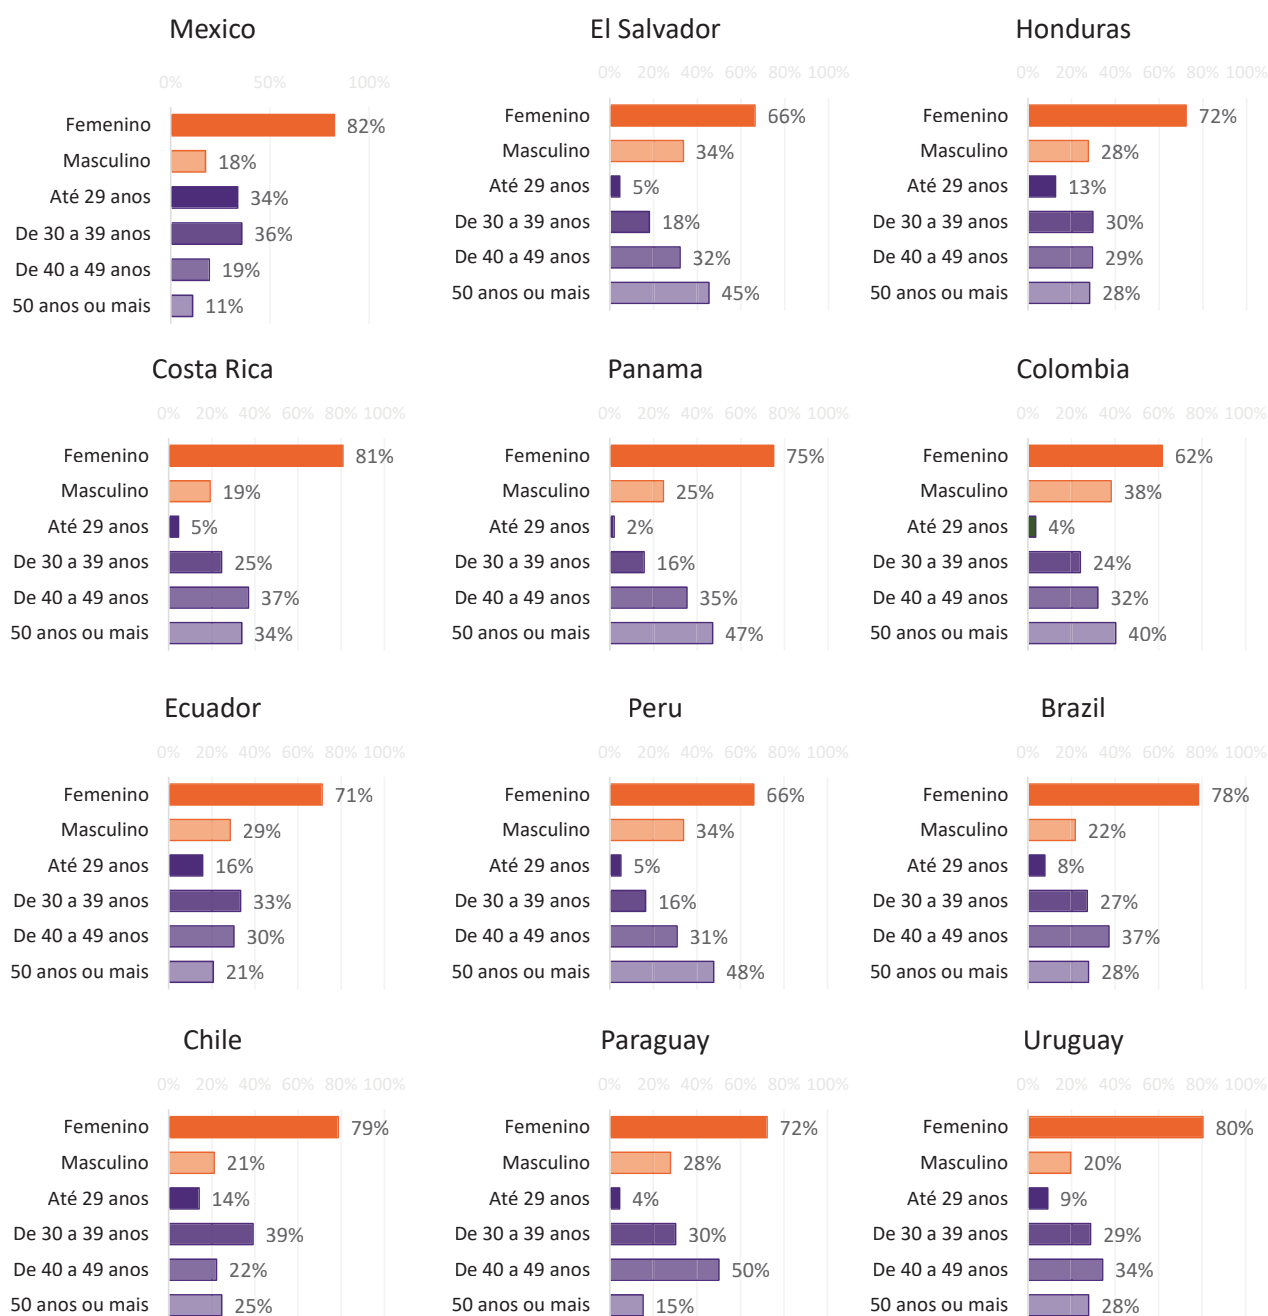 Mexico
0% 50% 100%
Femenino 82%
Masculino 18%
Até 29 anos 34%
De 30 a 39 anos 36%
De 40 a 49 anos 19%
50 anos ou mais 11%
El Salvador
0% 20% 40% 60% 80% 100%
Femenino 66%
Masculino 34%
Até 29 anos 5%
De 30 a 39 anos 18%
De 40 a 49 anos 32%
50 anos ou mais 45%
Honduras
0% 20% 40% 60% 80% 100%
Femenino 72%
Masculino 28%
Até 29 anos 13%
De 30 a 39 anos 30%
De 40 a 49 anos 29%
50 anos ou mais 28%
Costa Rica
0% 20% 40% 60% 80% 100%
Femenino 81%
Masculino 19%
Até 29 anos 5%
De 30 a 39 anos 25%
De 40 a 49 anos 37%
50 anos ou mais 34%
Panama
0% 20% 40% 60% 80% 100%
Femenino 75%
Masculino 25%
Até 29 anos 2%
De 30 a 39 anos 16%
De 40 a 49 anos 35%
50 anos ou mais 47%
Colombia
0% 20% 40% 60% 80% 100%
Femenino 62%
Masculino 38%
Até 29 anos 4%
De 30 a 39 anos 24%
De 40 a 49 anos 32%
50 anos ou mais 40%
Ecuador
0% 20% 40% 60% 80% 100%
Femenino 71%
Masculino 29%
Até 29 anos 16%
De 30 a 39 anos 33%
De 40 a 49 anos 30%
50 anos ou mais 21%
Peru
0% 20% 40% 60% 80% 100%
Femenino 66%
Masculino 34%
Até 29 anos 5%
De 30 a 39 anos 16%
De 40 a 49 anos 31%
50 anos ou mais 48%
Brazil
0% 20% 40% 60% 80% 100%
Femenino 78%
Masculino 22%
Até 29 anos 8%
De 30 a 39 anos 27%
De 40 a 49 anos 37%
50 anos ou mais 28%
Chile
0% 20% 40% 60% 80% 100%
Femenino 79%
Masculino 21%
Até 29 anos 14%
De 30 a 39 anos 39%
De 40 a 49 anos 22%
50 anos ou mais 25%
Paraguay
0% 20% 40% 60% 80% 100%
Femenino 72%
Masculino 28%
Até 29 anos 4%
De 30 a 39 anos 30%
De 40 a 49 anos 50%
50 anos ou mais 15%
Uruguay
0% 20% 40% 60% 80% 100%
Femenino 80%
Masculino 20%
Até 29 anos 9%
De 30 a 39 anos 29%
De 40 a 49 anos 34%
50 anos ou mais 28%